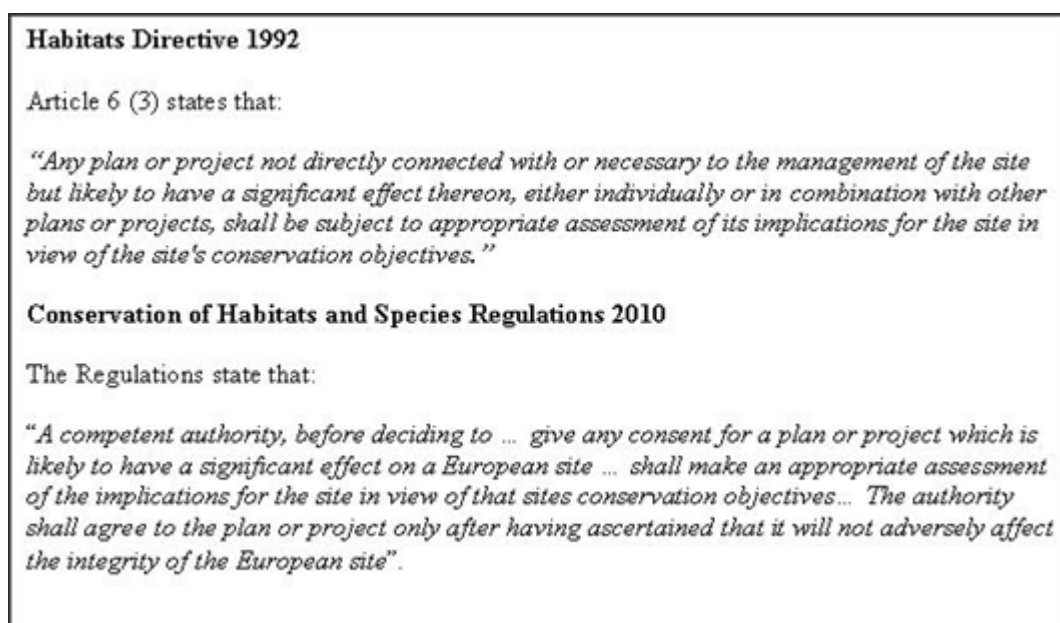 Habitats Directive 1992
Article 6 (3) states that:
“Any plan or project not directly connected with or necessary to the management of the site
but likely to have a significant effect thereon, either individually or in combination with other
plans or projects, shall be subject to appropriate assessment of its implications for the site in
view of the site's conservation objectives.”
Conservation of Habitats and Species Regulations 2010
The Regulations state that:
“A competent authority, before deciding to … give any consent for a plan or project which is
likely to have a significant effect on a European site … shall make an appropriate assessment
of the implications for the site in view of that sites conservation objectives… The authority
shall agree to the plan or project only after having ascertained that it will not adversely affect
the integrity of the European site”.